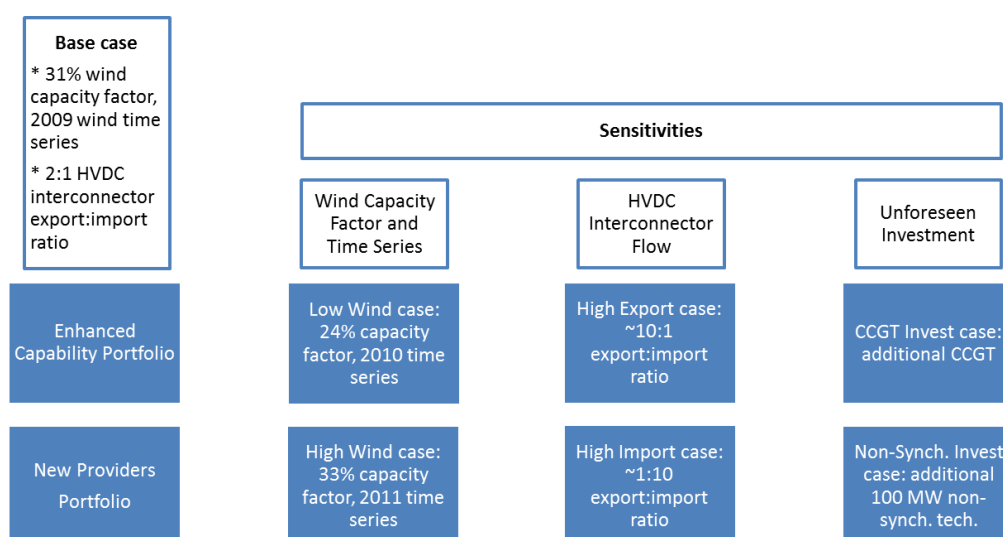 Base case
* 31% wind
capacity factor,
2009 wind time
series
* 2:1 HVDC
interconnector
export:import
ratio
Sensitivities
Wind Capacity
Factor and
Time Series
HVDC
Interconnector
Flow
Unforeseen
Investment
Enhanced
Capability Portfolio
Low Wind case:
24% capacity
factor, 2010 time
series
High Export case:
~10:1
export:import
ratio
CCGT Invest case:
additional CCGT
New Providers
Portfolio
High Wind case:
33% capacity
factor, 2011 time
series
High Import case:
~1:10
export:import
ratio
Non-Synch. Invest
case: additional
100 MW non-
synch. tech.